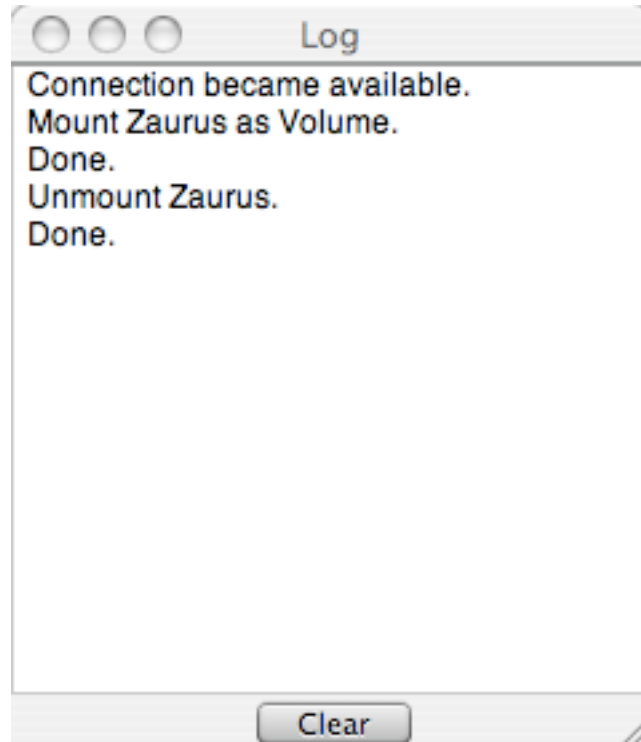 Log
Connection became available.
Mount Zaurus as Volume.
Done.
Unmount Zaurus.
Done.
Clear